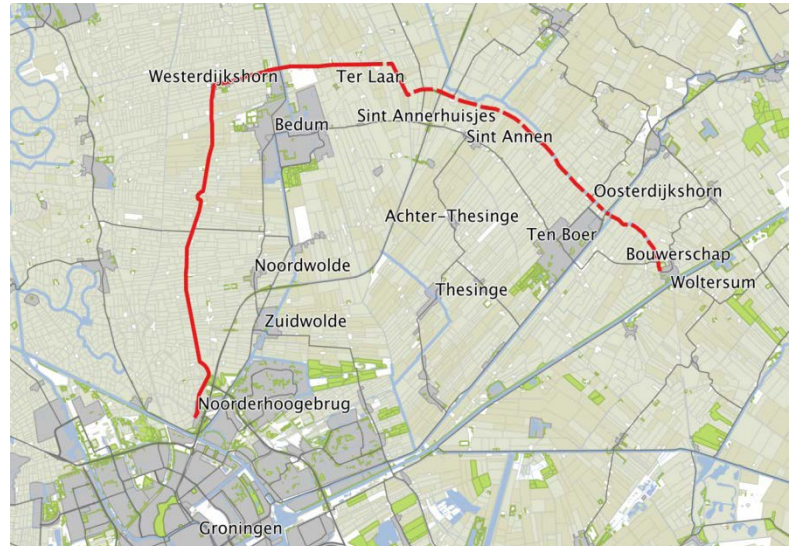 Westerdijkshorn
Ter Laan
Bedum
Sint Annerhuisjes
Sint Annen
Oosterdijkshorn
Achter-Thesinge
Ten Boer
Bouwerschap
Noordwolde
Woltersum
Thesinge
Zuidwolde
Noorderhoogebrug
Groningen